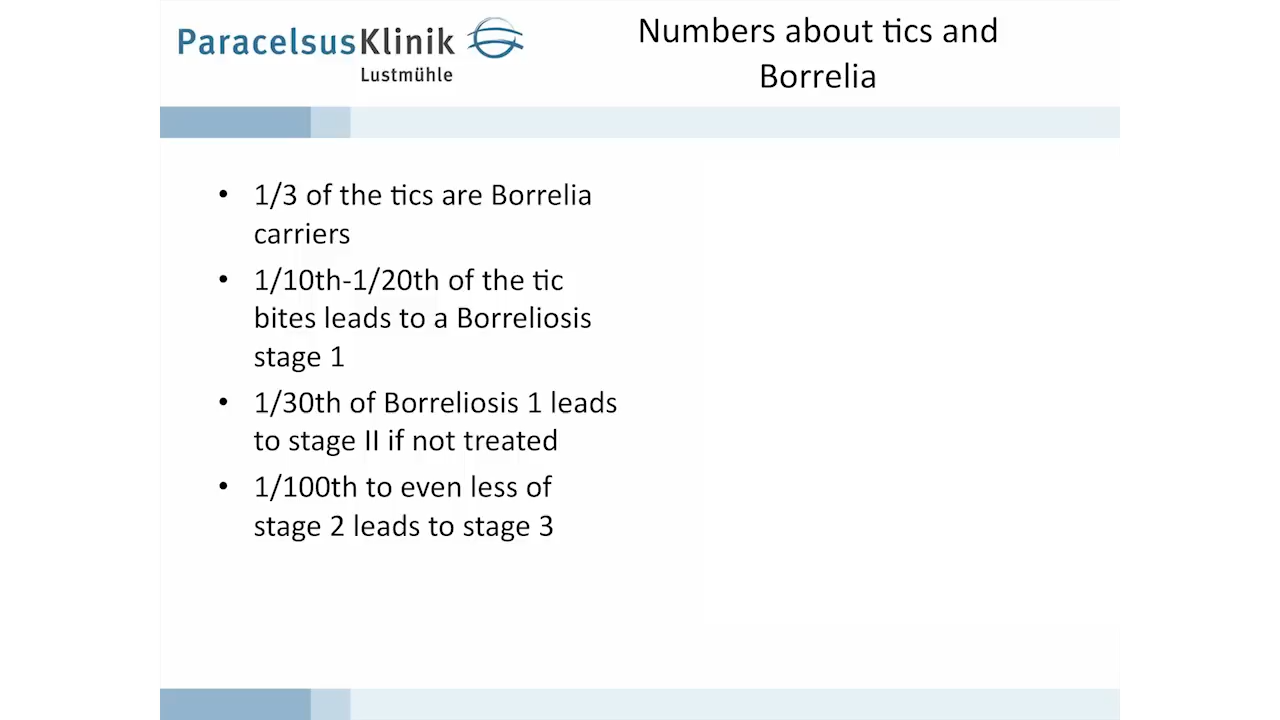 ParacelsusKlinik
Lustmühle
Numbers about tics and
Borrelia
• 1/3 of the tics are Borrelia
carriers
• 1/10th-1/20th of the tic
bites leads to a Borreliosis
stage 1
• 1/30th of Borreliosis 1 leads
to stage II if not treated
• 1/100th to even less of
stage 2 leads to stage 3